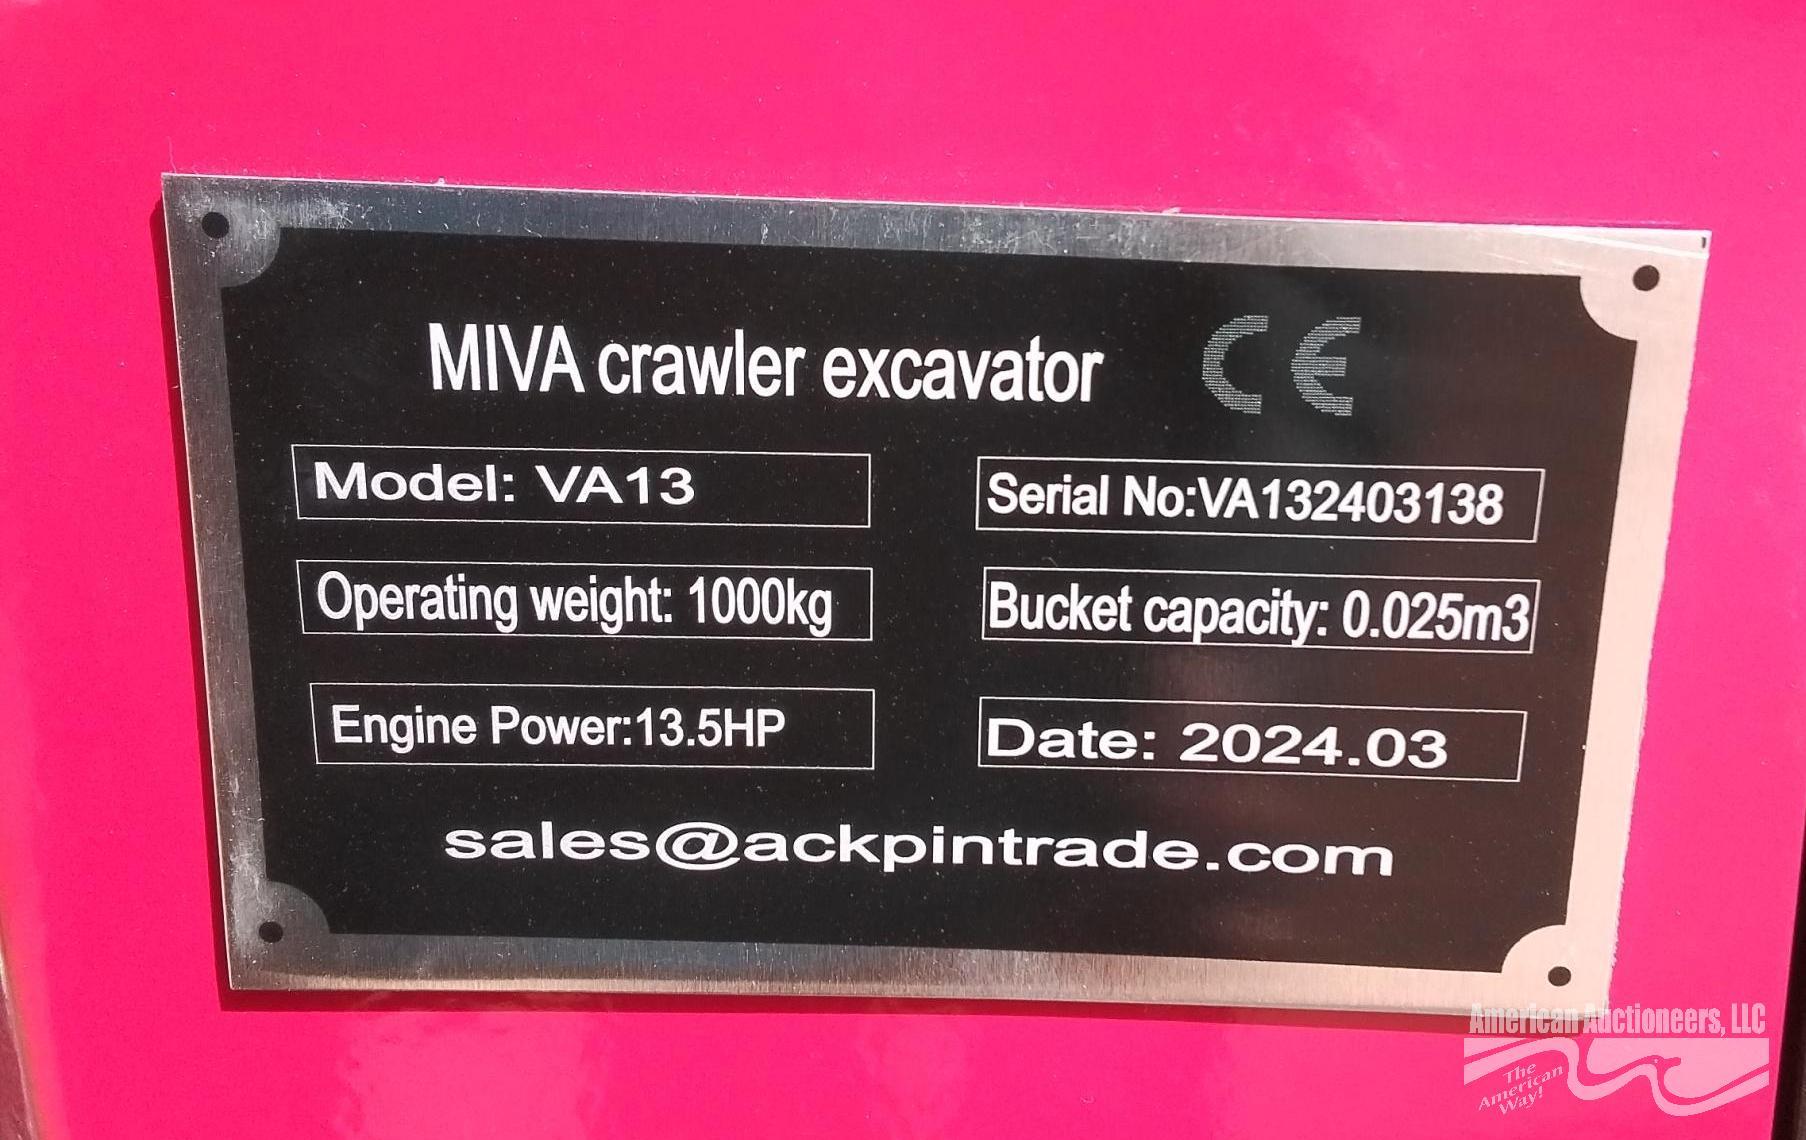 MIVA crawler excavator CE
Model: VA13
Serial No:VA132403138
Operating weight: 1000kg
Bucket capacity: 0.025m3
Engine Power:13.5HP
Date: 2024.03
sales@ackpintrade.com
American Auctioneers, LLC
The
American
Way!